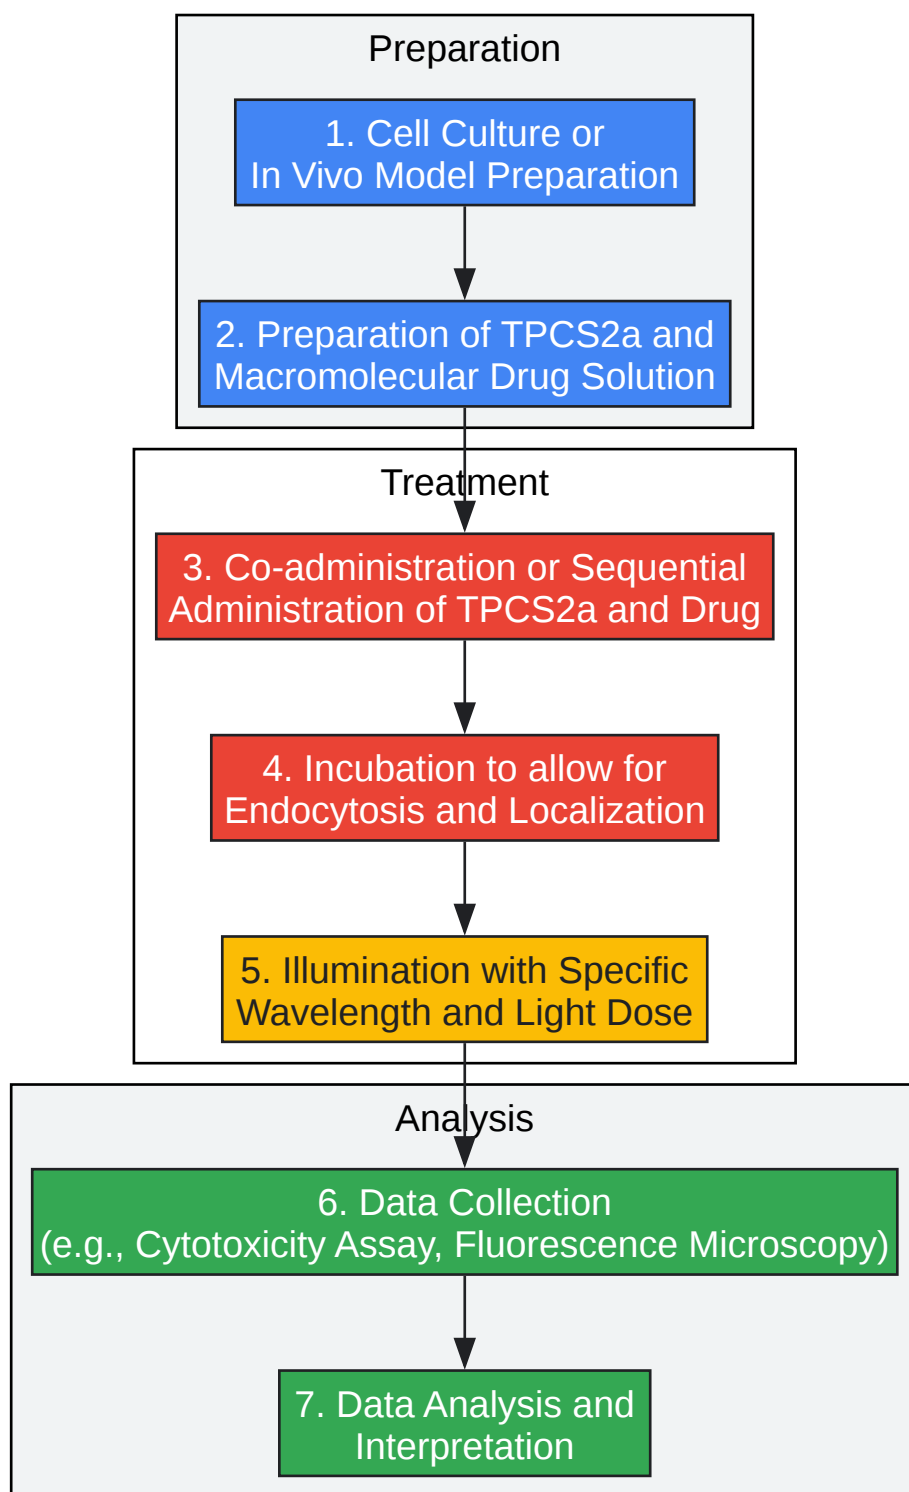 Preparation
1. Cell Culture or
In Vivo Model Preparation
2. Preparation of TPCS2a and
Macromolecular Drug Solution
Treatment
3. Co-administration or Sequential
Administration of TPCS2a and Drug
4. Incubation to allow for
Endocytosis and Localization
5. Illumination with Specific
Wavelength and Light Dose
Analysis
6. Data Collection
(e.g., Cytotoxicity Assay, Fluorescence Microscopy)
7. Data Analysis and
Interpretation